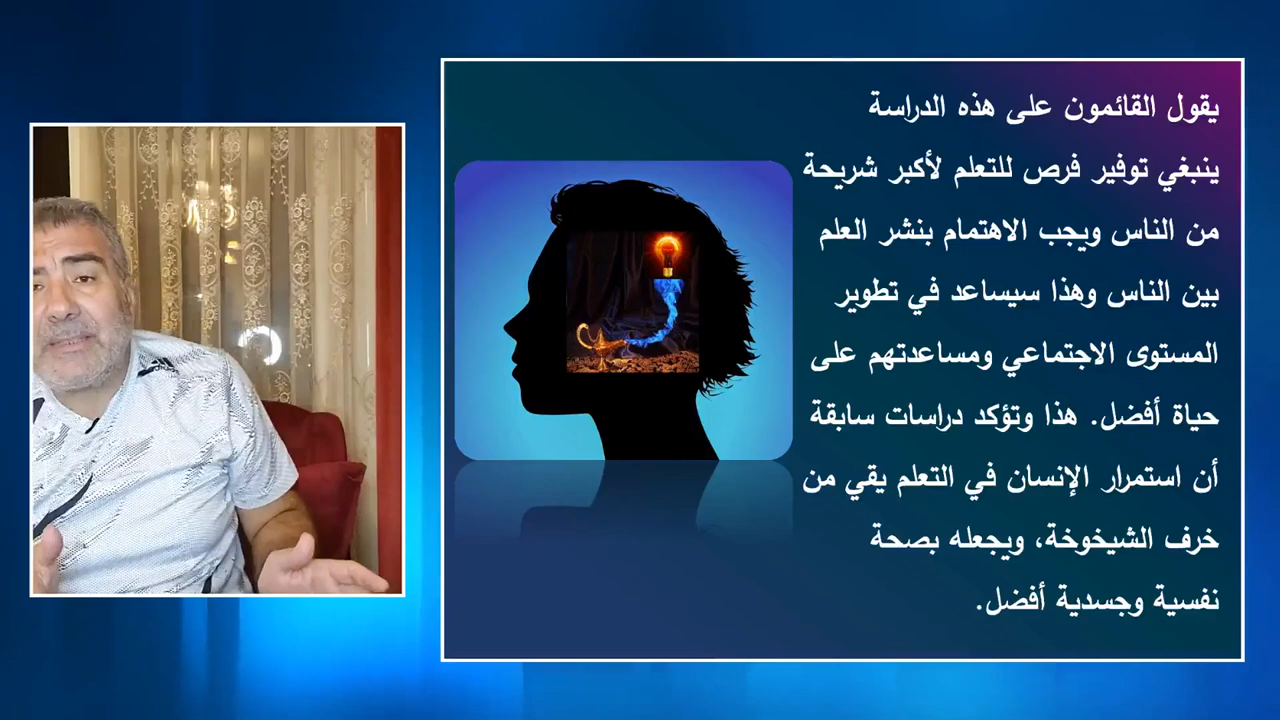 يقول القائمون على هذه الدراسة
ينبغي توفير فرص للتعلم لأكبر شريحة
من الناس ويجب الاهتمام بنشر العلم
بين الناس وهذا سيساعد في تطوير
المستوى الاجتماعي ومساعدتهم على
حياة أفضل. هذا وتؤكد دراسات سابقة
أن استمرار الإنسان في التعلم يقي من
خرف الشيخوخة، ويجعله بصحة
نفسية وجسدية أفضل.